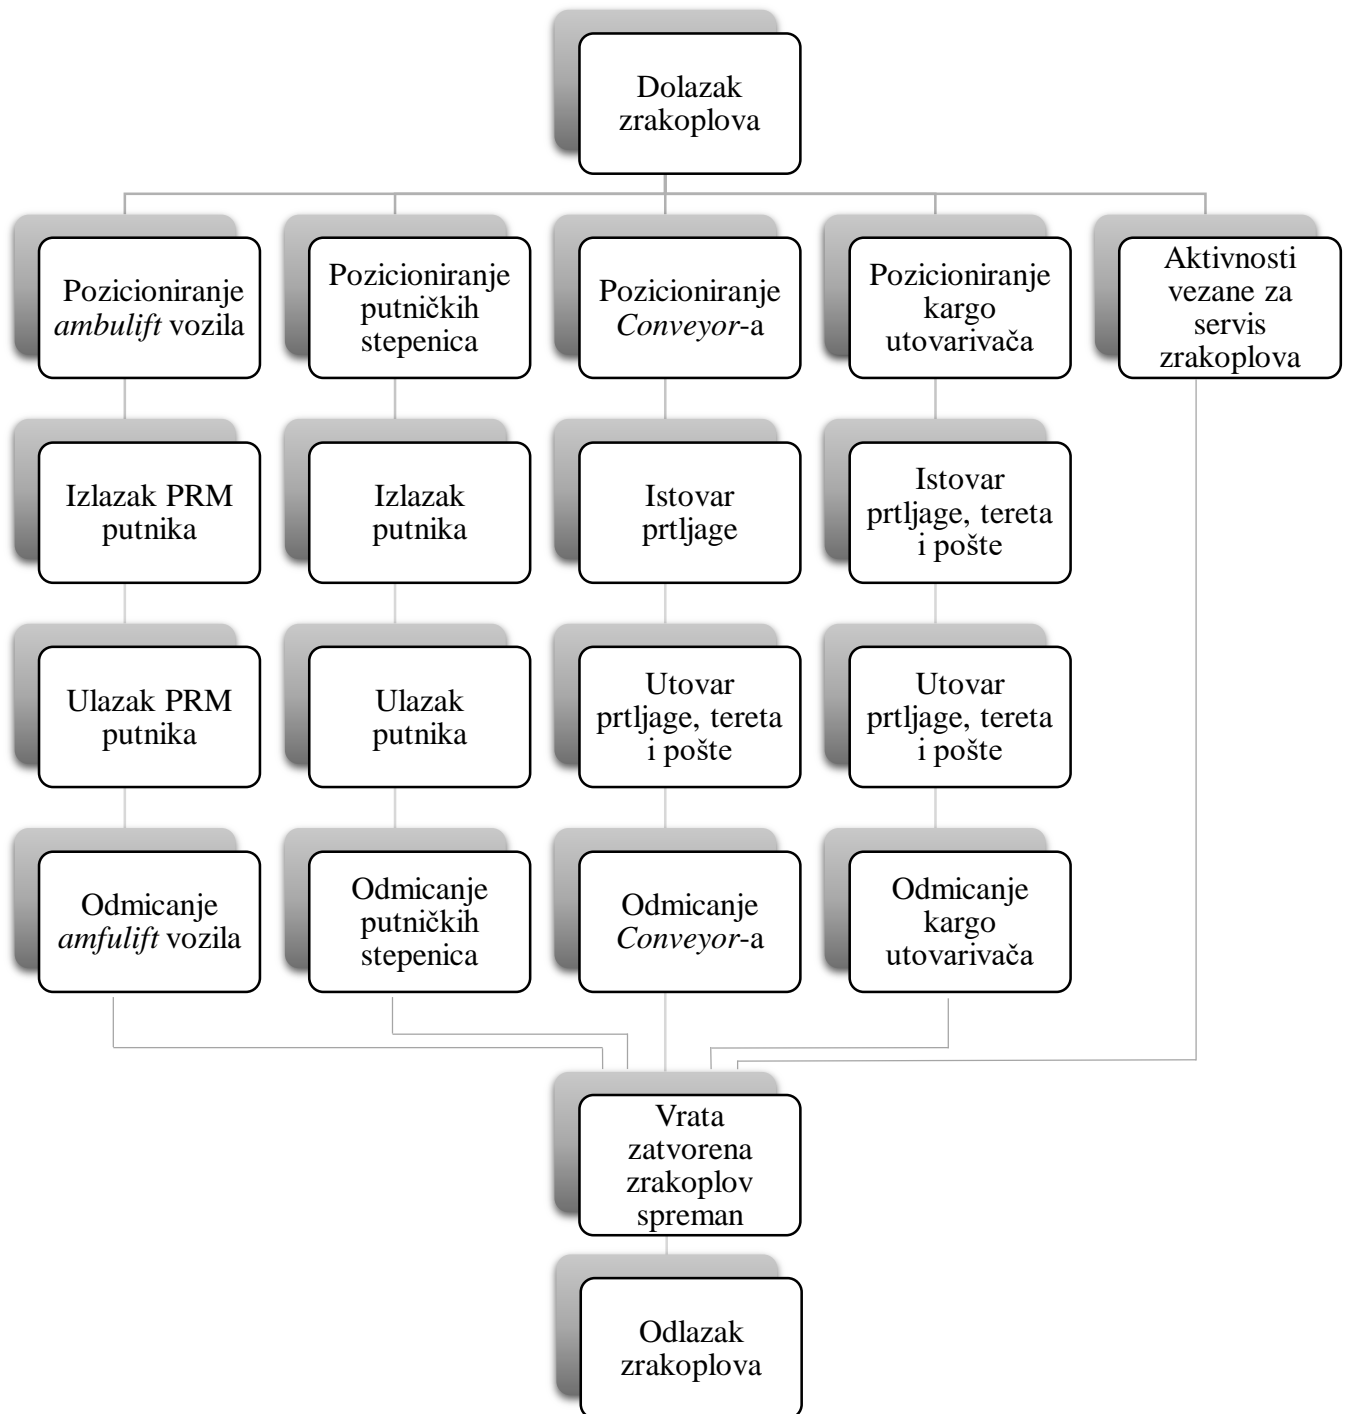 Dolazak
zrakoplova
Pozicioniranje
ambulift vozila
Pozicioniranje
putničkih
stepenica
Pozicioniranje
Conveyor-a
Pozicioniranje
kargo
utovarivača
Aktivnosti
vezane za
servis
zrakoplova
Izlazak PRM
putnika
Izlazak
putnika
Istovar
prtljage
Istovar
prtljage, tereta
i pošte
Ulazak PRM
putnika
Ulazak
putnika
Utovar
prtljage, tereta
i pošte
Utovar
prtljage, tereta
i pošte
Odmicanje
amfulift vozila
Odmicanje
putničkih
stepenica
Odmicanje
Conveyor-a
Odmicanje
kargo
utovarivača
Vrata
zatvorena
zrakoplov
spreman
Odlazak
zrakoplova